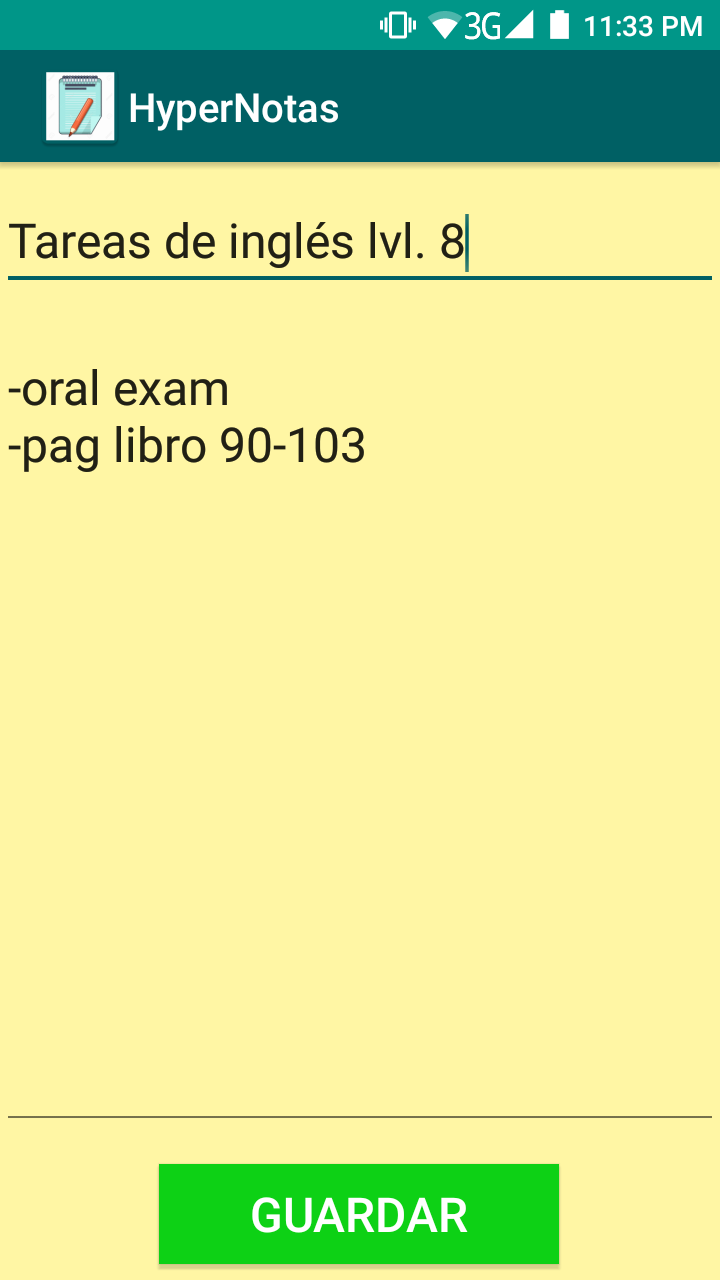 3G 11:33 PM
HyperNotas
Tareas de inglés lvl. 8
-oral exam
-pag libro 90-103
GUARDAR